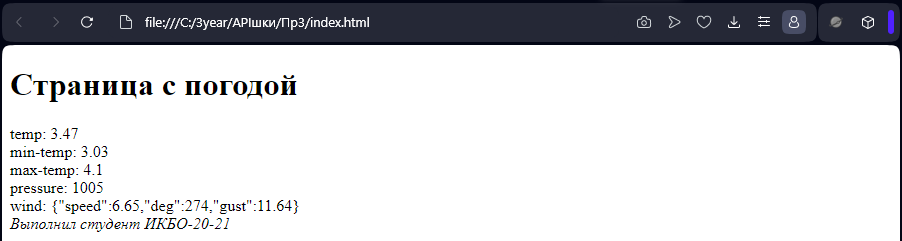 file:///C:/3year/APIшки/Пр3/index.html
Страница с погодой
temp: 3.47
min-temp: 3.03
max-temp: 4.1
pressure: 1005
wind: {"speed":6.65,"deg":274,"gust":11.64}
Выполнил студент ИКБО-20-21